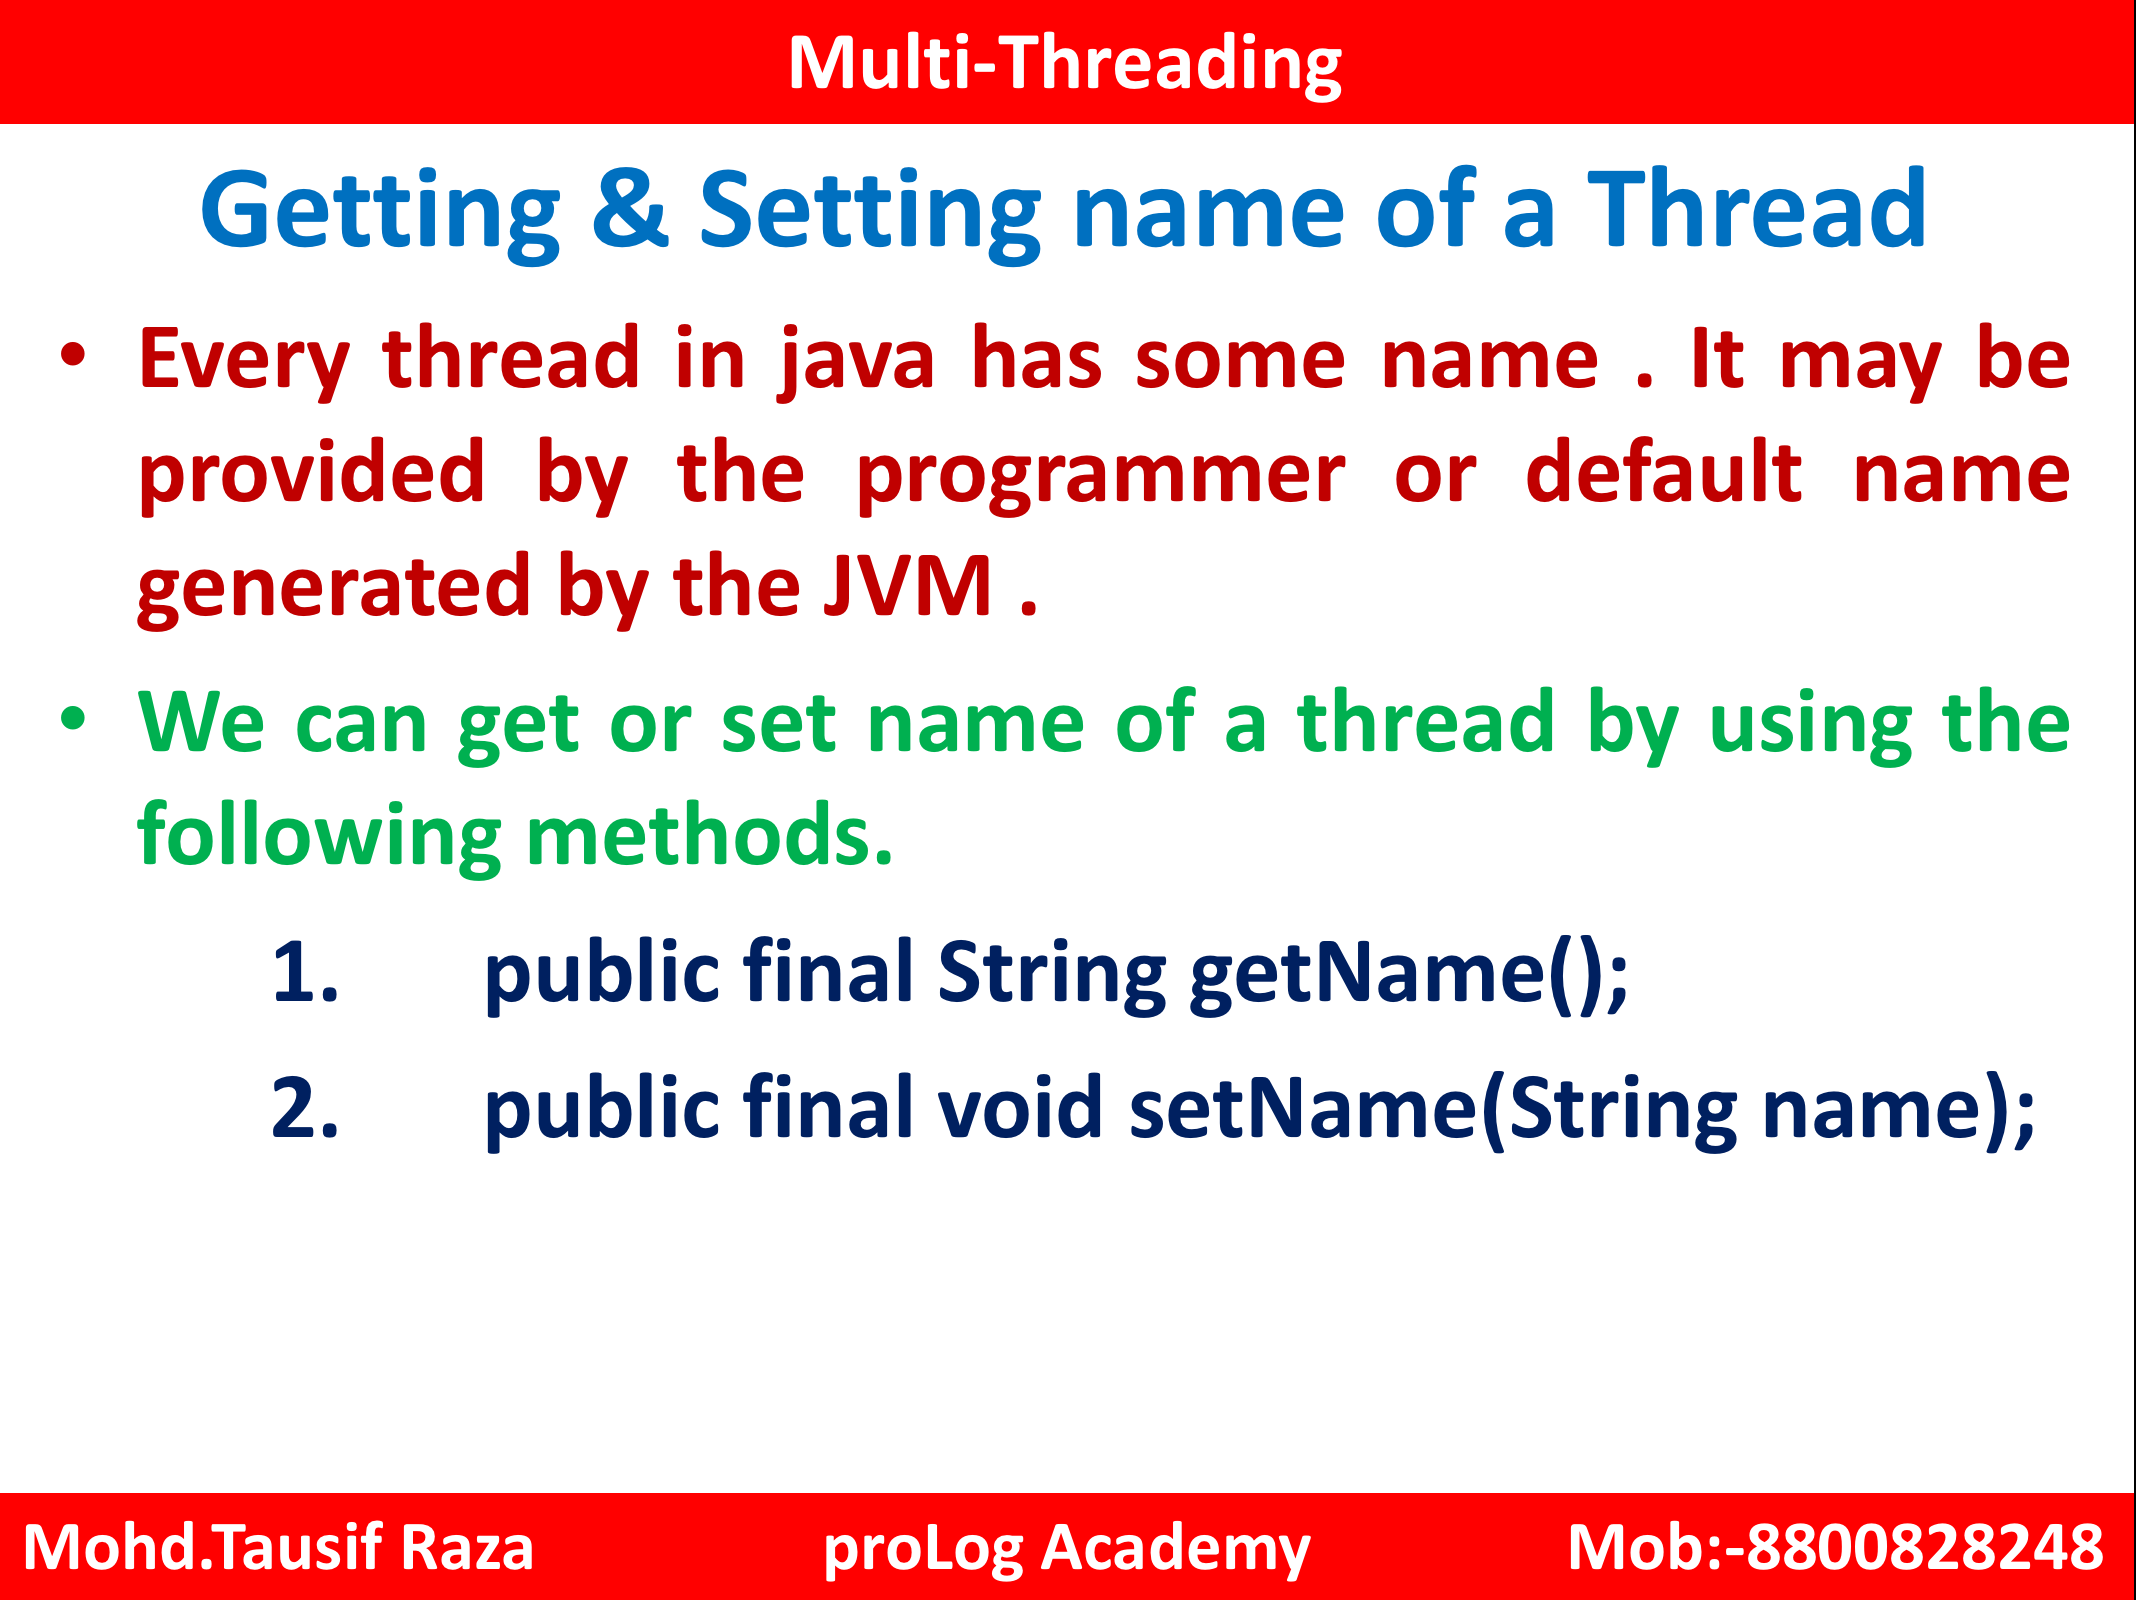 Multi-Threading
Getting & Setting name of a Thread
• Every thread in java has some name . It may be
provided by the programmer or default name
generated by the JVM .
• We can get or set name of a thread by using the
following methods.
1. public final String getName();
2. public final void setName(String name);
Mohd.Tausif Raza proLog Academy Mob:-8800828248